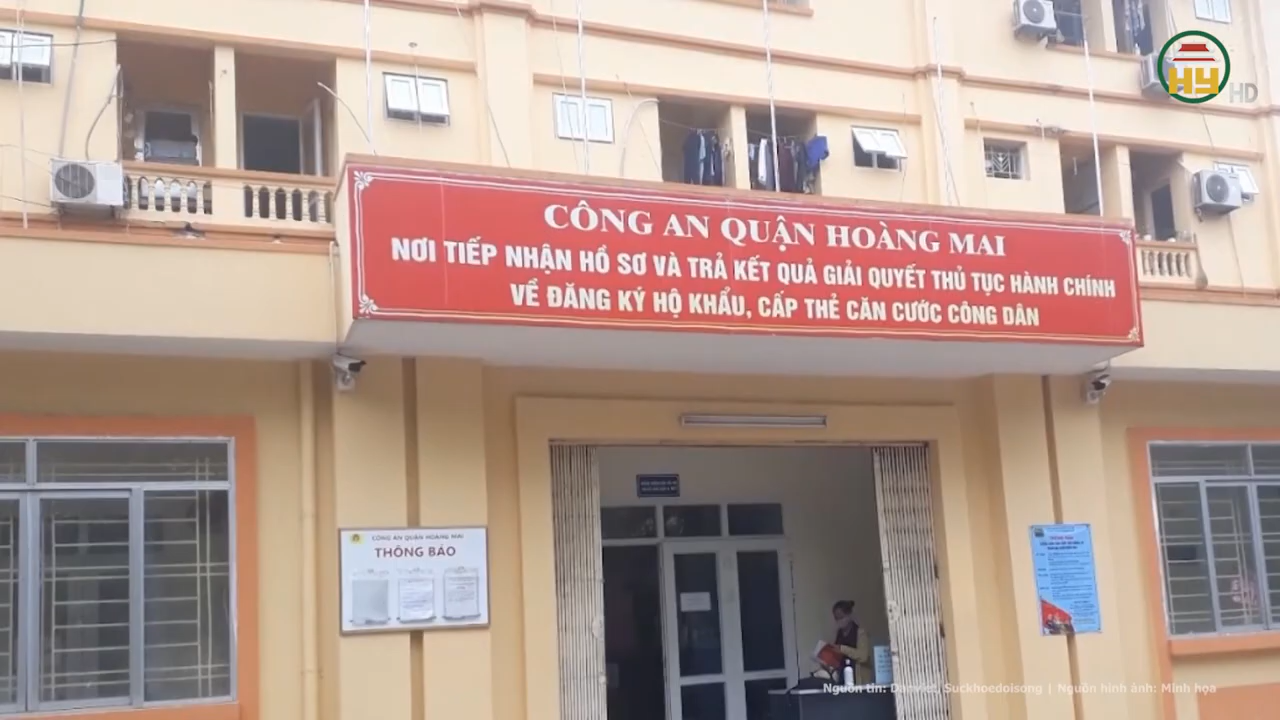 HY HD
CÔNG AN QUẬN HOÀNG MAI
NƠI TIẾP NHẬN HỒ SƠ VÀ TRẢ KẾT QUẢ GIẢI QUYẾT THỦ TỤC HÀNH CHÍNH
VỀ ĐĂNG KÝ HỘ KHẨU, CẤP THẺ CĂN CƯỚC CÔNG DÂN
CÔNG AN QUẬN HOÀNG MAI
THÔNG BÁO
Nguồn tin: Danviet, Suckhoedoisong | Nguồn hình ảnh: Minh họa